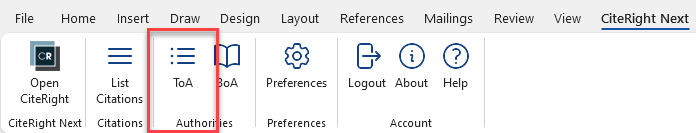 File Home Insert Draw Design Layout References Mailings Review View CiteRight Next
CR
Open CiteRight
List Citations
ToA
BoA
Preferences
Logout
About
Help
CiteRight Next Citations Authorities Preferences Account